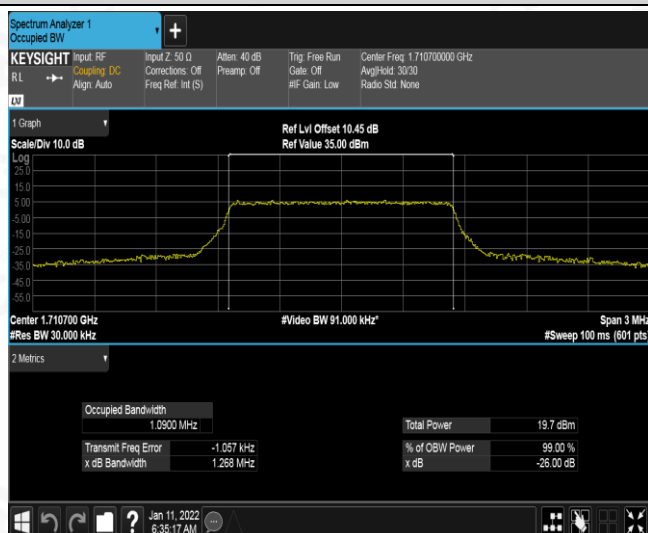 Spectrum Analyzer 1
Occupied BW
+
KEYSIGHT Input: RF Input Z: 50 Ω Atten: 40 dB Trig: Free Run Center Freq: 1.710700000 GHz
RL Coupling: DC Corrections: Off Preamp: Off Gate: Off Avg|Hold: 30/30
Align: Auto Freq Ref: Int (S) #IF Gain: Low Radio Std: None
LXI
1 Graph
Ref Lvl Offset 10.45 dB
Scale/Div 10.0 dB Ref Value 35.00 dBm
Log
25.0
15.0
5.00
-5.00
-15.0
-25.0
-35.0
-45.0
-55.0
Center 1.710700 GHz #Video BW 91.000 kHz* Span 3 MHz
#Res BW 30.000 kHz #Sweep 100 ms (601 pts)
2 Metrics
Occupied Bandwidth
1.0900 MHz Total Power 19.7 dBm
Transmit Freq Error -1.057 kHz % of OBW Power 99.00 %
x dB Bandwidth 1.268 MHz x dB -26.00 dB
? Jan 11, 2022
6:35:17 AM